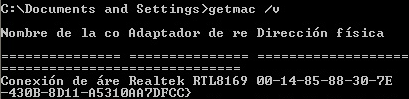 C:\Documents and Settings>getmac /v
Nombre de la co Adaptador de re Dirección física
=============== =============== ===================
==========================
Conexión de áre Realtek RTL8169 00-14-85-88-30-7E
-430B-8D11-A5310AA7DFCC}